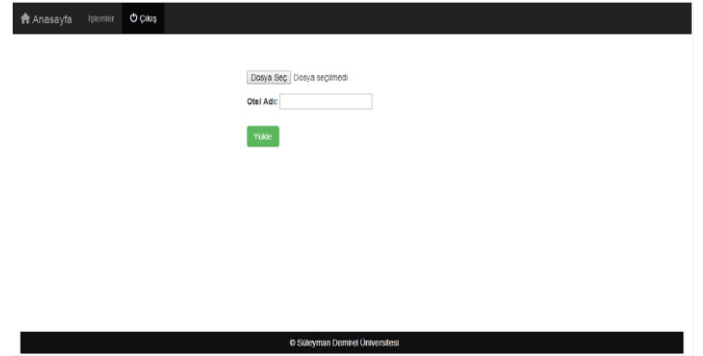 Anasayfa İşlemler Çıkış
Dosya Seç Dosya seçilmedi
Otel Adı:
Yükle
© Süleyman Demirel Üniversitesi